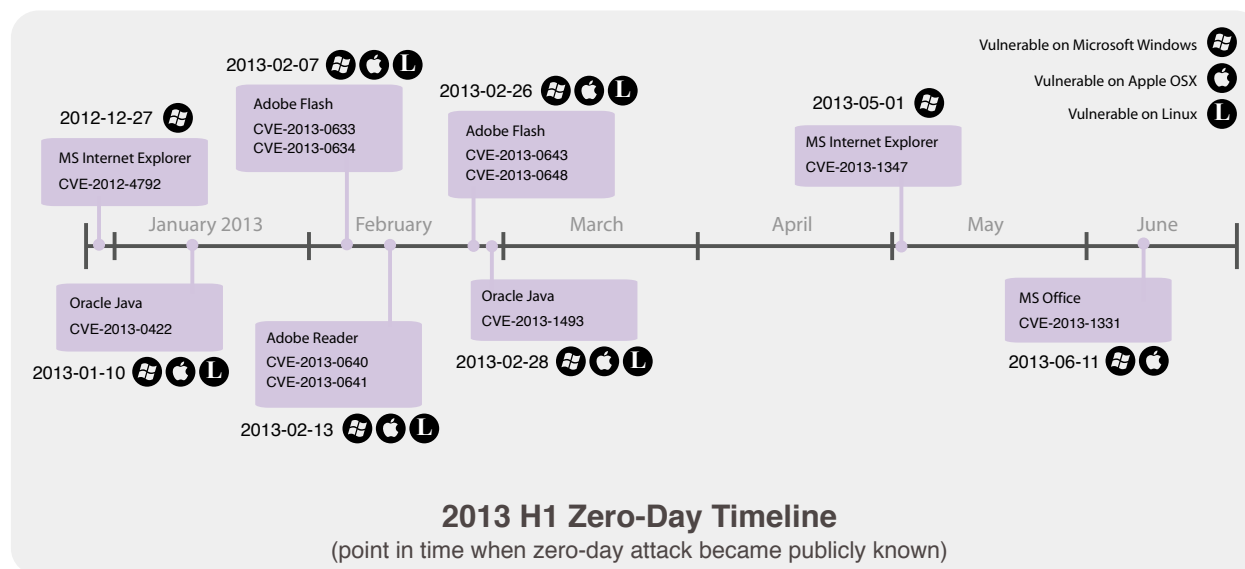 Vulnerable on Microsoft Windows
Vulnerable on Apple OSX
Vulnerable on Linux L
2012-12-27
MS Internet Explorer
CVE-2012-4792
2013-02-07 L
Adobe Flash
CVE-2013-0633
CVE-2013-0634
2013-02-26 L
Adobe Flash
CVE-2013-0643
CVE-2013-0648
2013-05-01
MS Internet Explorer
CVE-2013-1347
January 2013
February
March
April
May
June
Oracle Java
CVE-2013-0422
2013-01-10 L
Adobe Reader
CVE-2013-0640
CVE-2013-0641
2013-02-13 L
Oracle Java
CVE-2013-1493
2013-02-28 L
MS Office
CVE-2013-1331
2013-06-11
2013 H1 Zero-Day Timeline
(point in time when zero-day attack became publicly known)